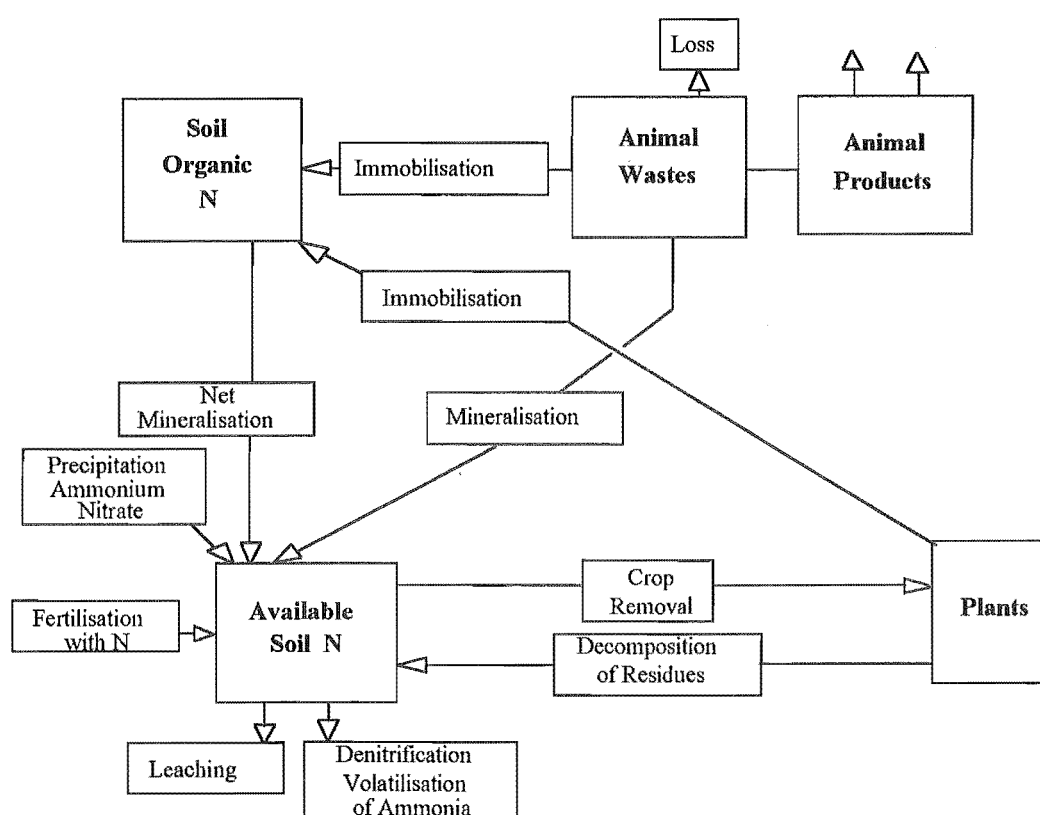 Loss
Soil
Organic
N
Immobilisation
Animal
Wastes
Animal
Products
Immobilisation
Net
Mineralisation
Mineralisation
Precipitation
Ammonium
Nitrate
Fertilisation
with N
Available
Soil N
Crop
Removal
Plants
Decomposition
of Residues
Leaching
Denitrification
Volatilisation
of Ammonia